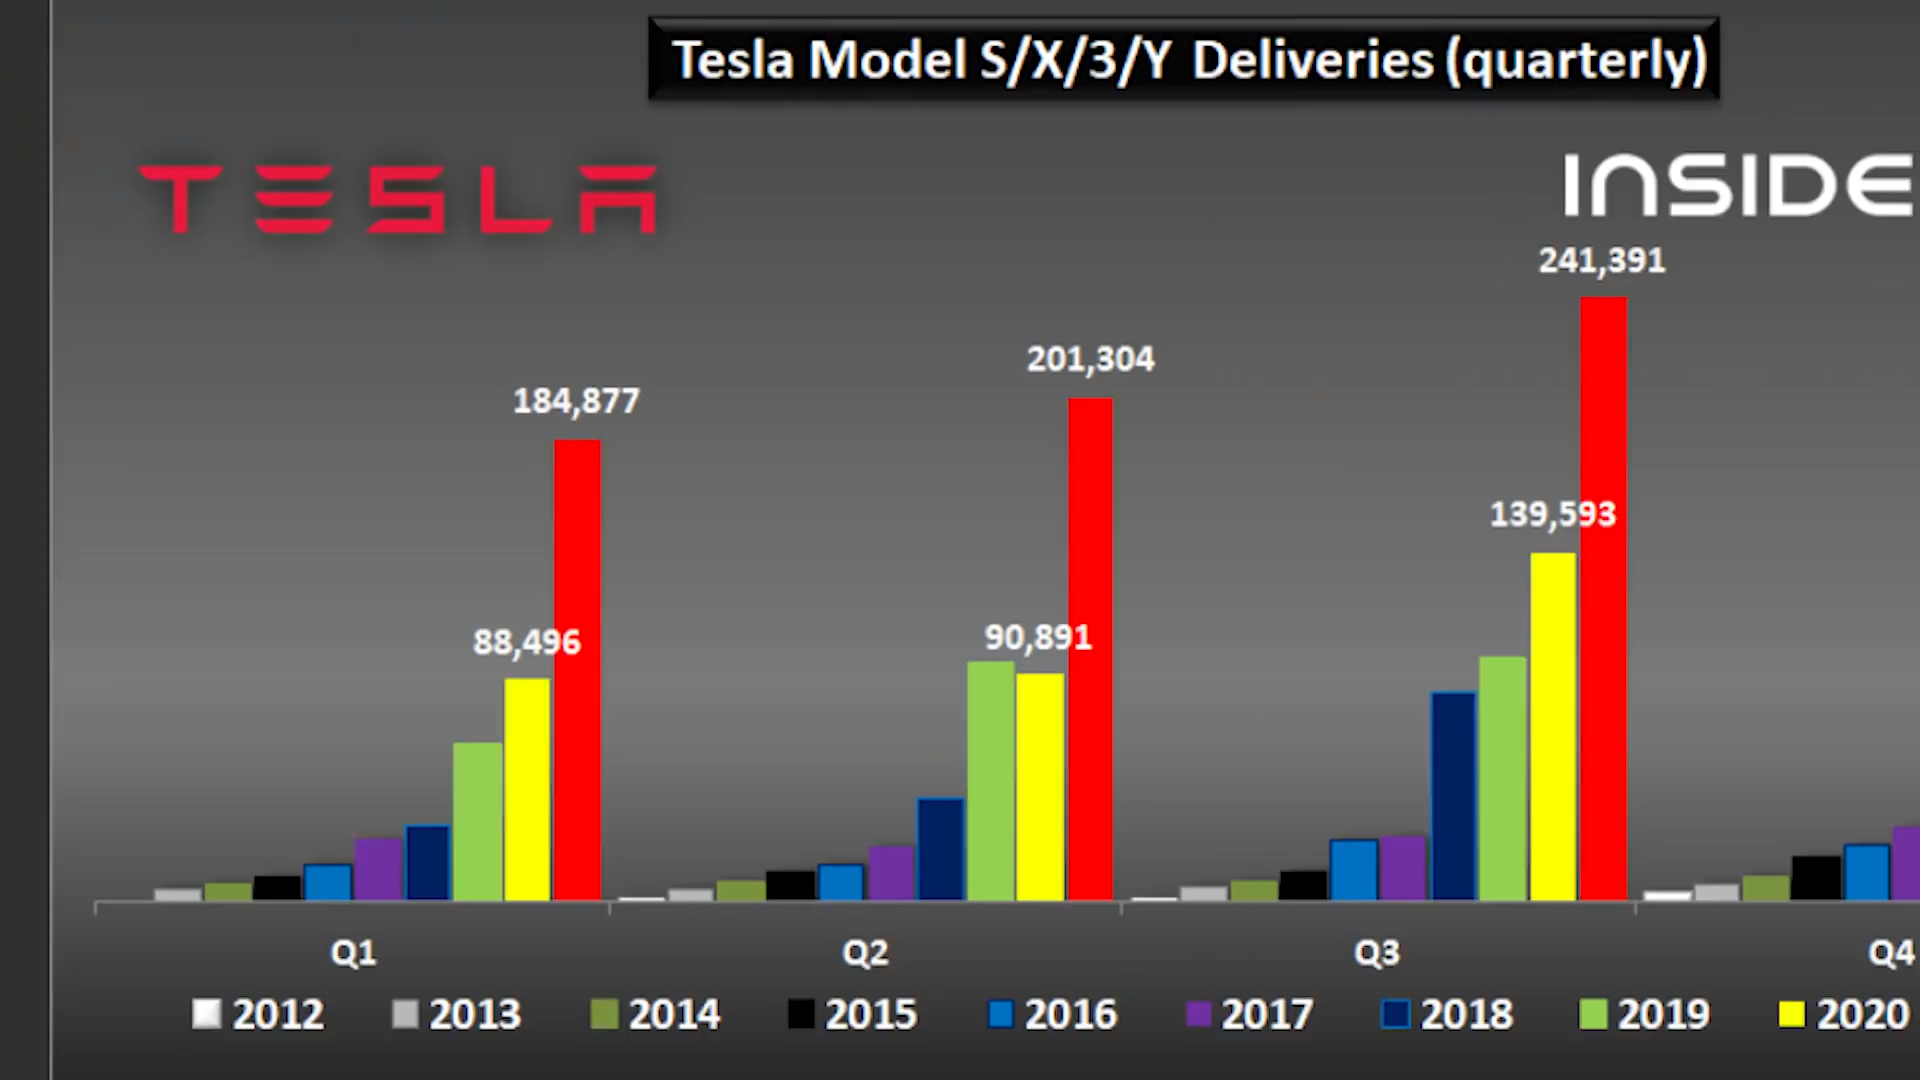 Tesla Model S/X/3/Y Deliveries (quarterly)
TESLA
INSIDE
241,391
201,304
184,877
139,593
88,496
90,891
Q1 Q2 Q3 Q4
2012 2013 2014 2015 2016 2017 2018 2019 2020